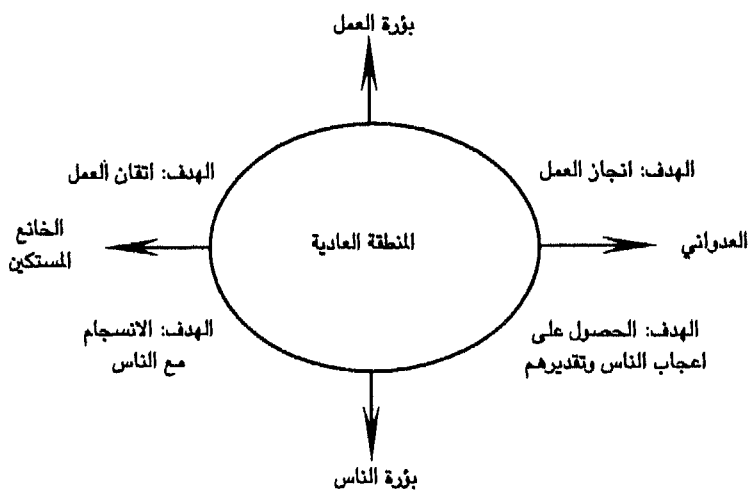 بؤرة العمل
الهدف: انجاز العمل
الهدف: اتقان العمل
العدواني
المنطقة العادية
الخانع
المستكين
الهدف: الحصول على
اعجاب الناس وتقديرهم
الهدف: الانسجام
مع الناس
بؤرة الناس